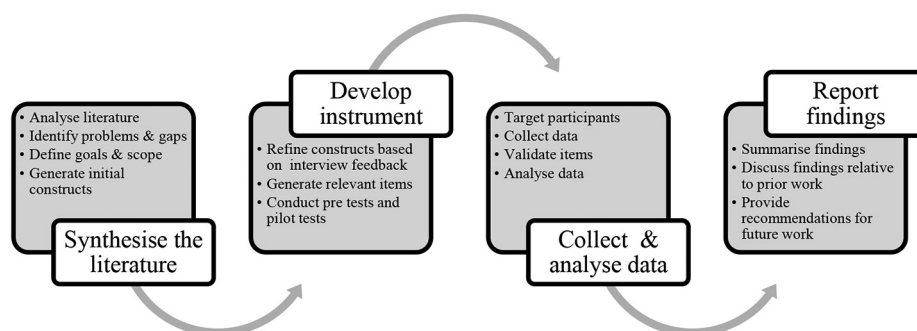 • Analyse literature
• Identify problems & gaps
• Define goals & scope
• Generate initial
constructs
Synthesise the
literature
Develop
instrument
• Refine constructs based
on interview feedback
• Generate relevant items
• Conduct pre tests and
pilot tests
• Target participants
• Collect data
• Validate items
• Analyse data
Collect &
analyse data
Report
findings
• Summarise findings
• Discuss findings relative
to prior work
• Provide
recommendations for
future work